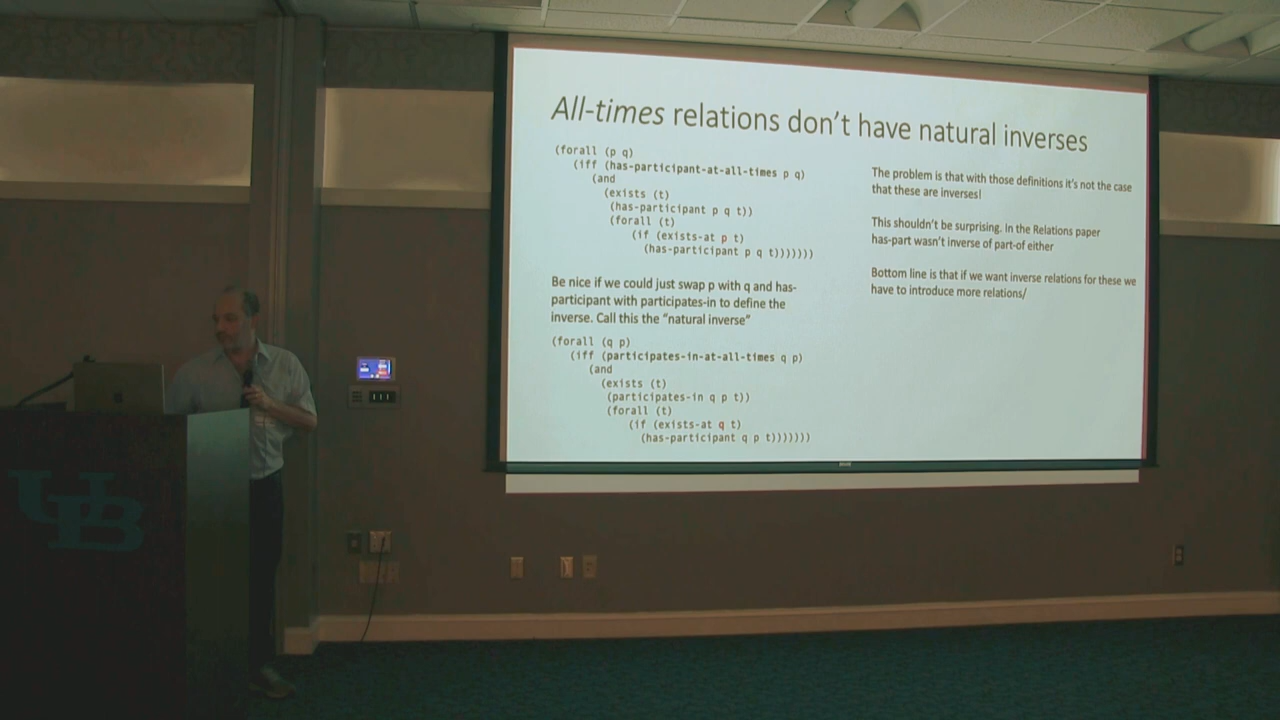 All-times relations don't have natural inverses
(forall (p q)
(iff (has-participant-at-all-times p q)
(and
(exists (t)
(has-participant p q t))
(forall (t)
(if (exists-at p t)
(has-participant p q t)))))))
Be nice if we could just swap p with q and has-
participant with participates-in to define the
inverse. Call this the “natural inverse”
(forall (q p)
(iff (participates-in-at-all-times q p)
(and
(exists (t)
(participates-in q p t))
(forall (t)
(if (exists-at q t)
(has-participant q p t)))))))
The problem is that with those definitions it's not the case
that these are inverses!
This shouldn't be surprising. In the Relations paper
has-part wasn't inverse of part-of either
Bottom line is that if we want inverse relations for these we
have to introduce more relations/
UB